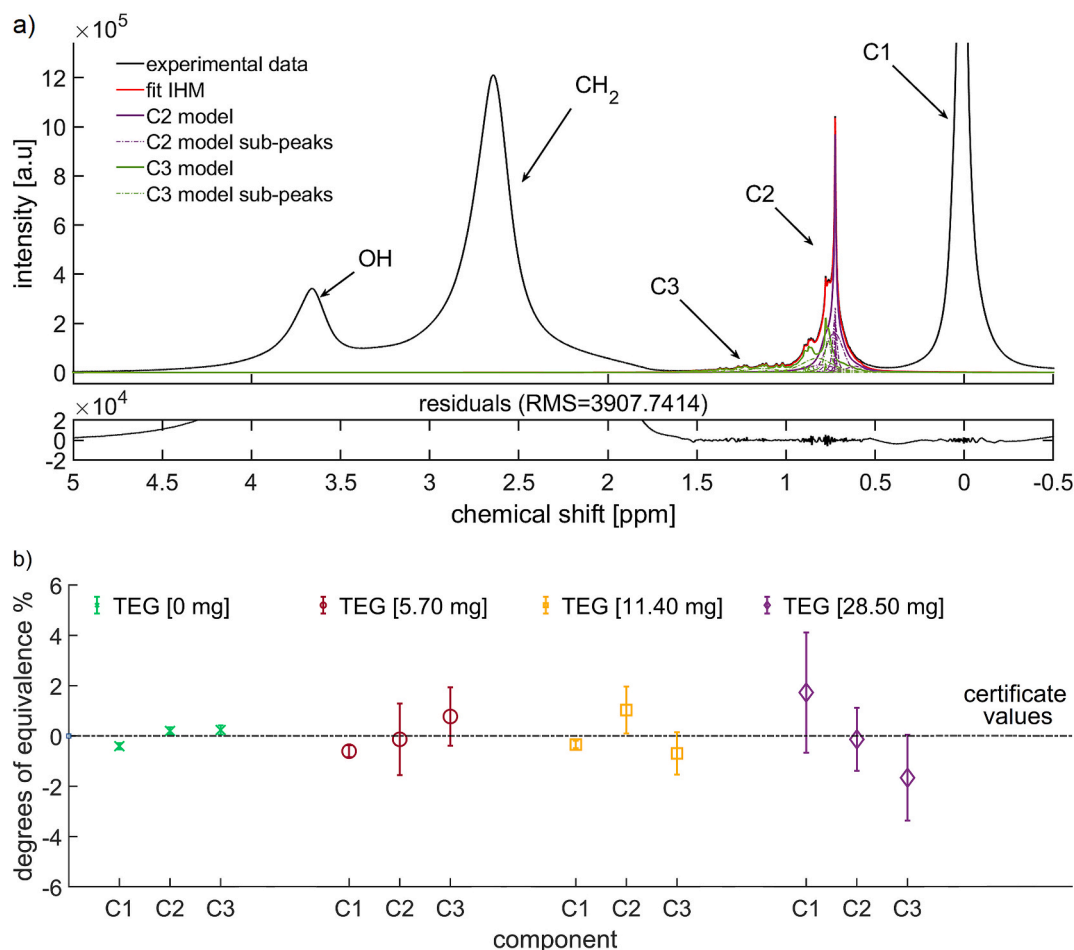 a)
×10⁵
12
10
8
6
4
2
0
intensity [a.u]
experimental data
fit IHM
C2 model
C2 model sub-peaks
C3 model
C3 model sub-peaks
OH
CH₂
C3
C2
C1
×10⁴
residuals (RMS=3907.7414)
2
0
-2
5 4.5 4 3.5 3 2.5 2 1.5 1 0.5 0 -0.5
chemical shift [ppm]
b)
degrees of equivalence %
6
4
2
0
-2
-4
-6
TEG [0 mg] TEG [5.70 mg] TEG [11.40 mg] TEG [28.50 mg]
certificate
values
C1 C2 C3 C1 C2 C3 C1 C2 C3 C1 C2 C3
component